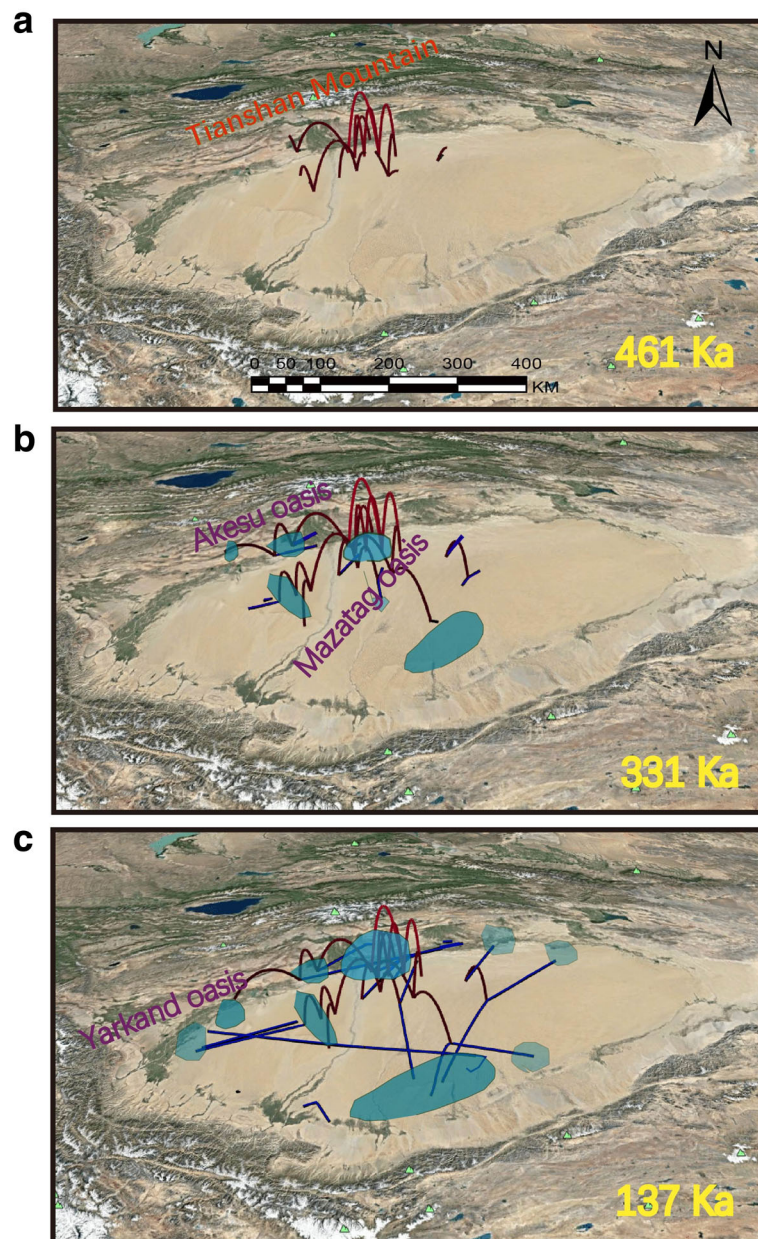 a
Tianshan Mountain
N
461 Ka
0 50 100 200 300 400
KM
b
Akesu oasis
Mazatag oasis
331 Ka
c
Yarkand oasis
137 Ka